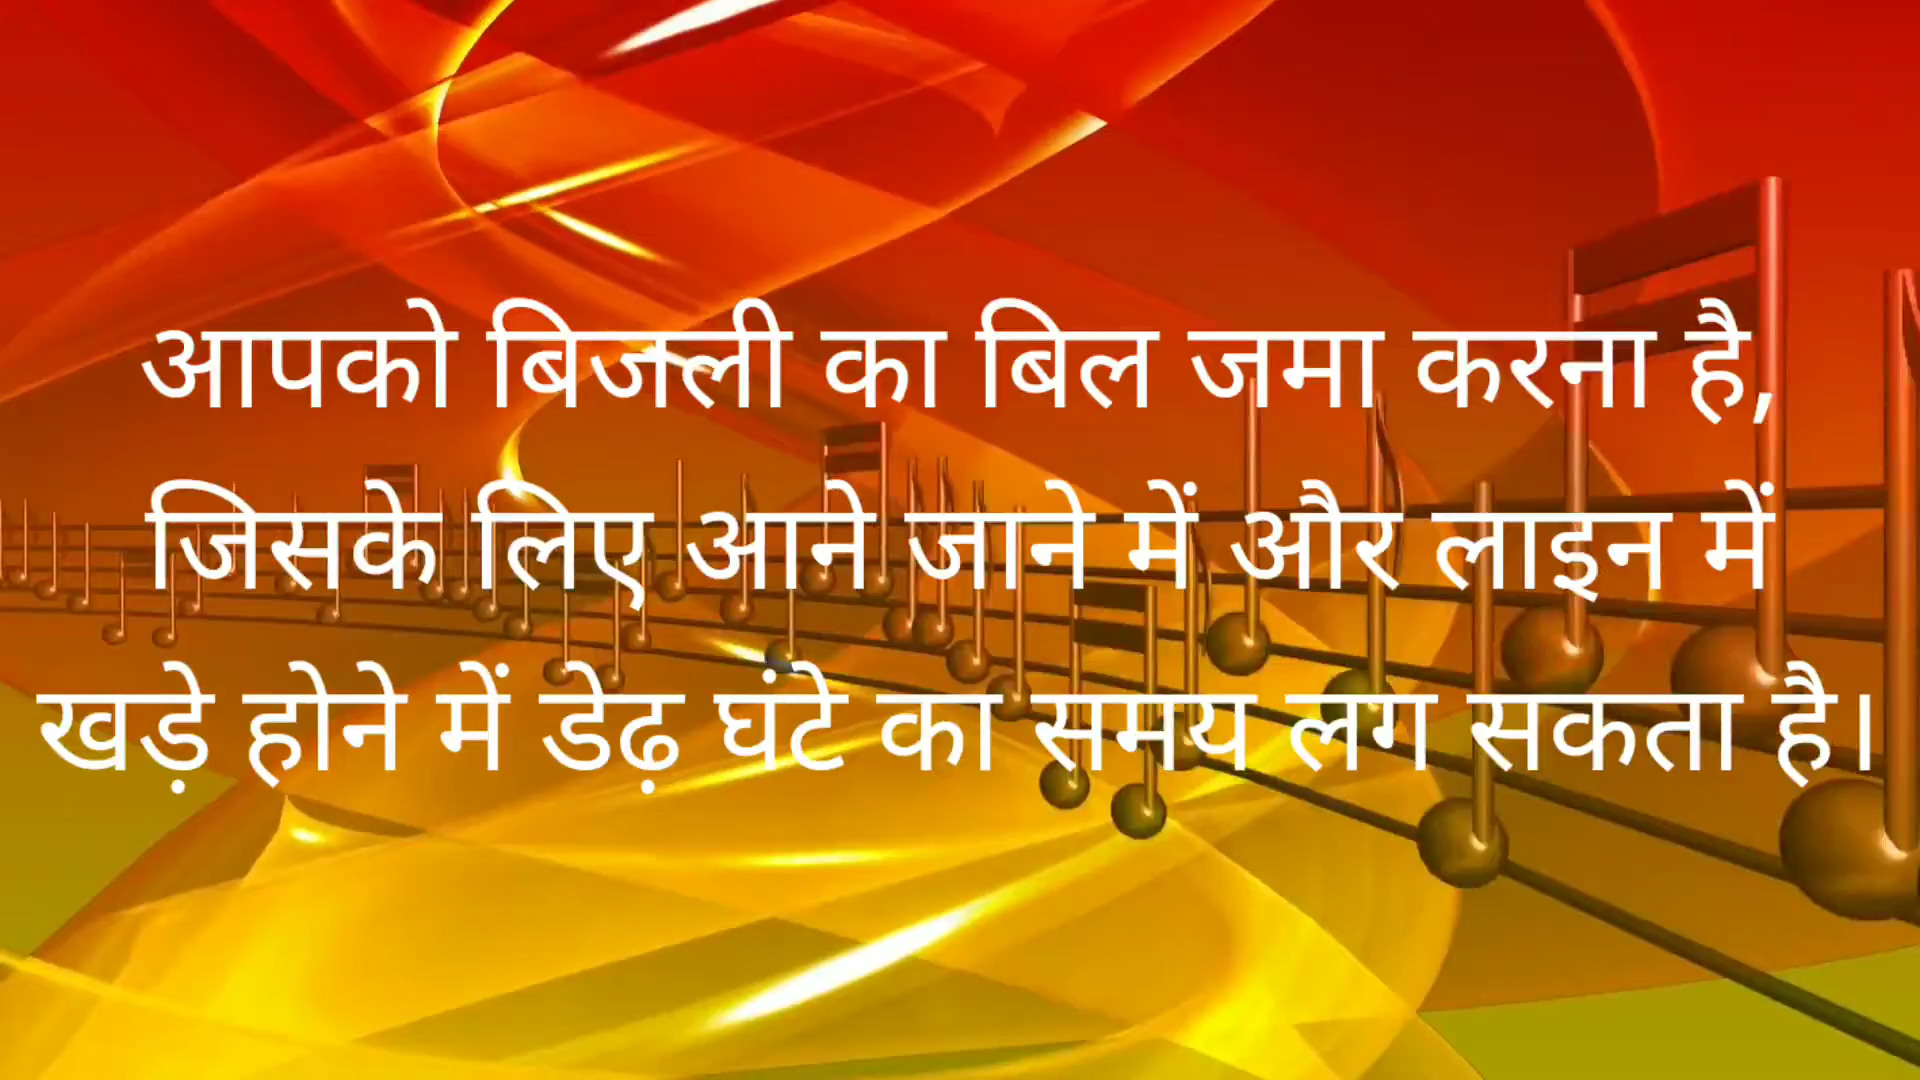 आपको बिजली का बिल जमा करना है,
जिसके लिए आने जाने में और लाइन में
खड़े होने में डेढ़ घंटे का समय लग सकता है।